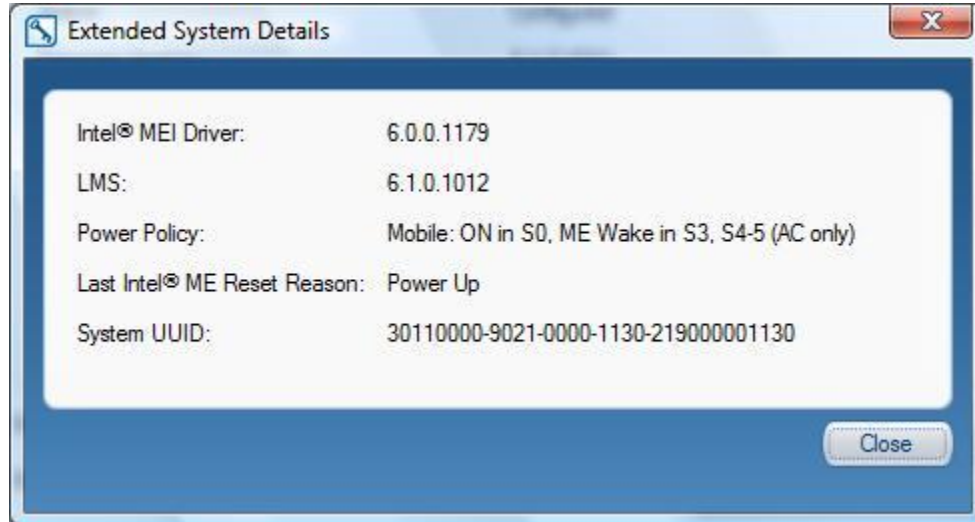 Extended System Details
Intel® MEI Driver: 6.0.0.1179
LMS: 6.1.0.1012
Power Policy: Mobile: ON in S0, ME Wake in S3, S4-5 (AC only)
Last Intel® ME Reset Reason: Power Up
System UUID: 30110000-9021-0000-1130-219000001130
Close